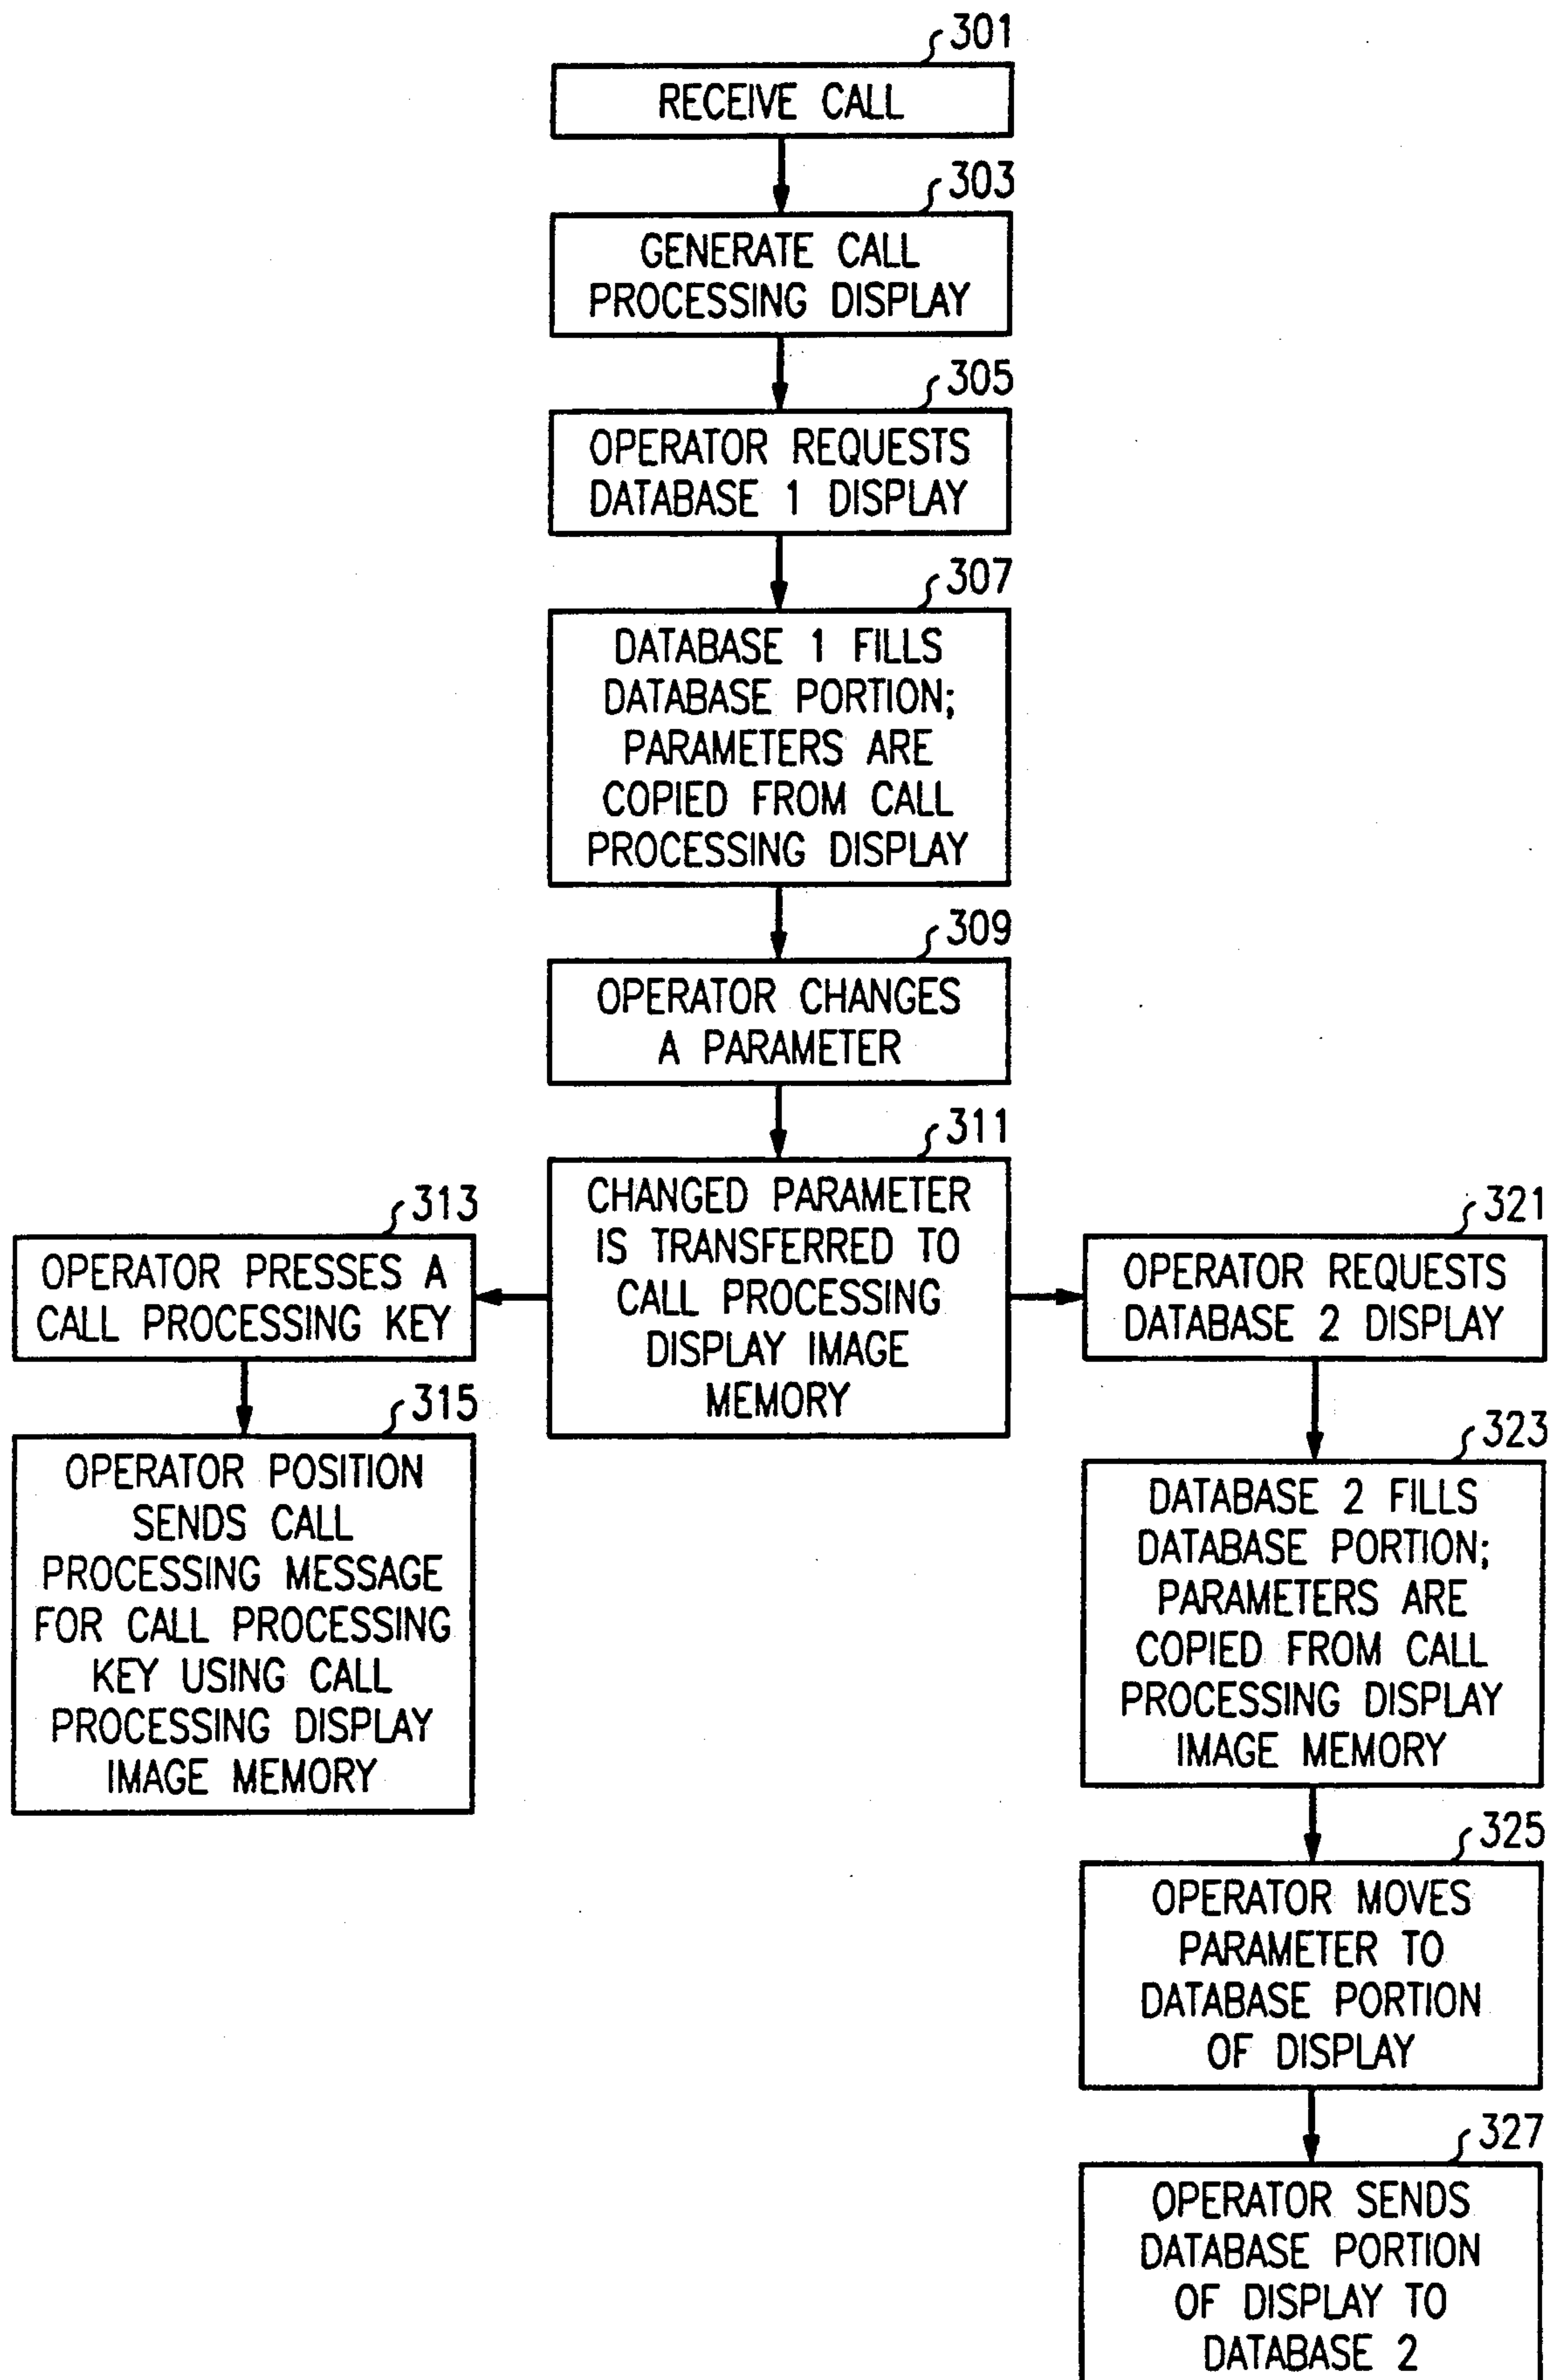 301
RECEIVE CALL
303
GENERATE CALL
PROCESSING DISPLAY
305
OPERATOR REQUESTS
DATABASE 1 DISPLAY
307
DATABASE 1 FILLS
DATABASE PORTION;
PARAMETERS ARE
COPIED FROM CALL
PROCESSING DISPLAY
309
OPERATOR CHANGES
A PARAMETER
311
CHANGED PARAMETER
IS TRANSFERRED TO
CALL PROCESSING
DISPLAY IMAGE
MEMORY
313
OPERATOR PRESSES A
CALL PROCESSING KEY
315
OPERATOR POSITION
SENDS CALL
PROCESSING MESSAGE
FOR CALL PROCESSING
KEY USING CALL
PROCESSING DISPLAY
IMAGE MEMORY
321
OPERATOR REQUESTS
DATABASE 2 DISPLAY
323
DATABASE 2 FILLS
DATABASE PORTION;
PARAMETERS ARE
COPIED FROM CALL
PROCESSING DISPLAY
IMAGE MEMORY
325
OPERATOR MOVES
PARAMETER TO
DATABASE PORTION
OF DISPLAY
327
OPERATOR SENDS
DATABASE PORTION
OF DISPLAY TO
DATABASE 2